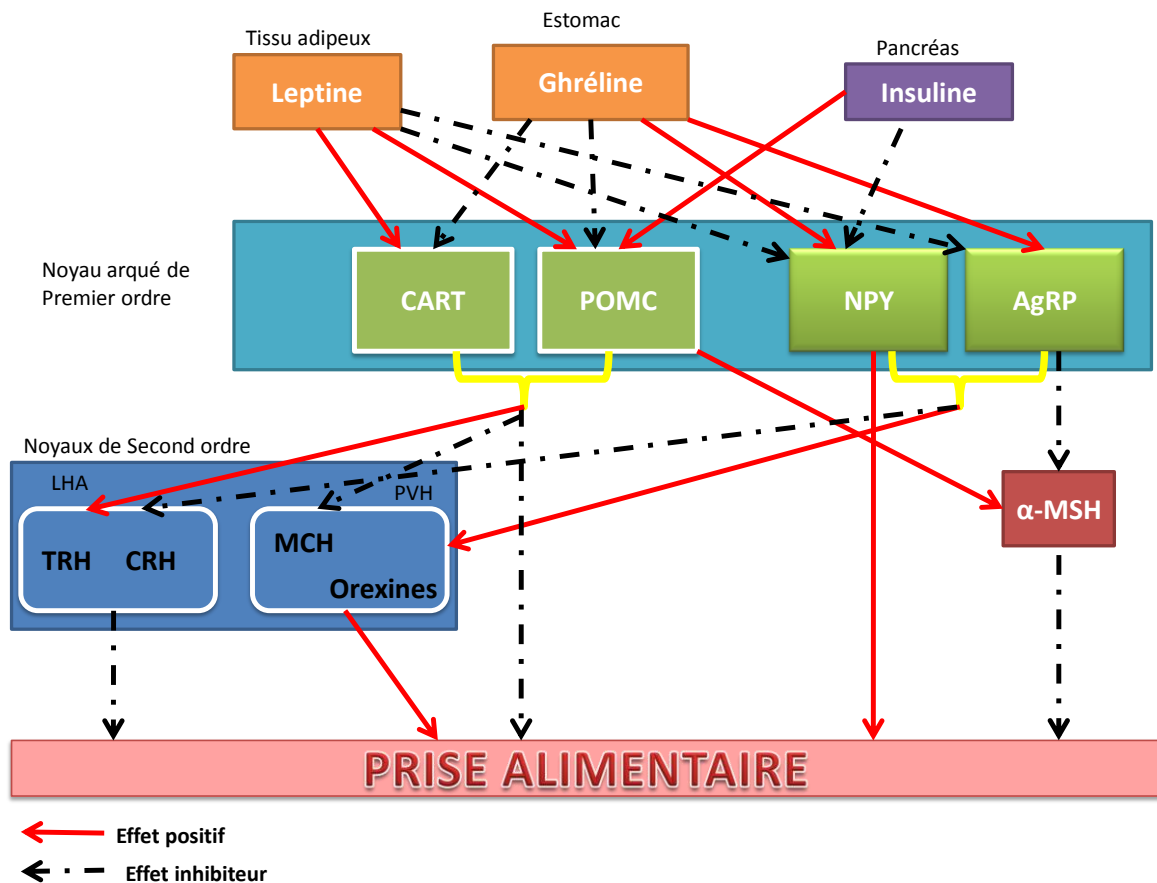 Estomac
Tissu adipeux
Pancréas
Leptine
Ghréline
Insuline
Noyau arqué de
Premier ordre
CART
POMC
NPY
AgRP
Noyaux de Second ordre
LHA
PVH
TRH
CRH
MCH
Orexines
α-MSH
PRISE ALIMENTAIRE
Effet positif
Effet inhibiteur